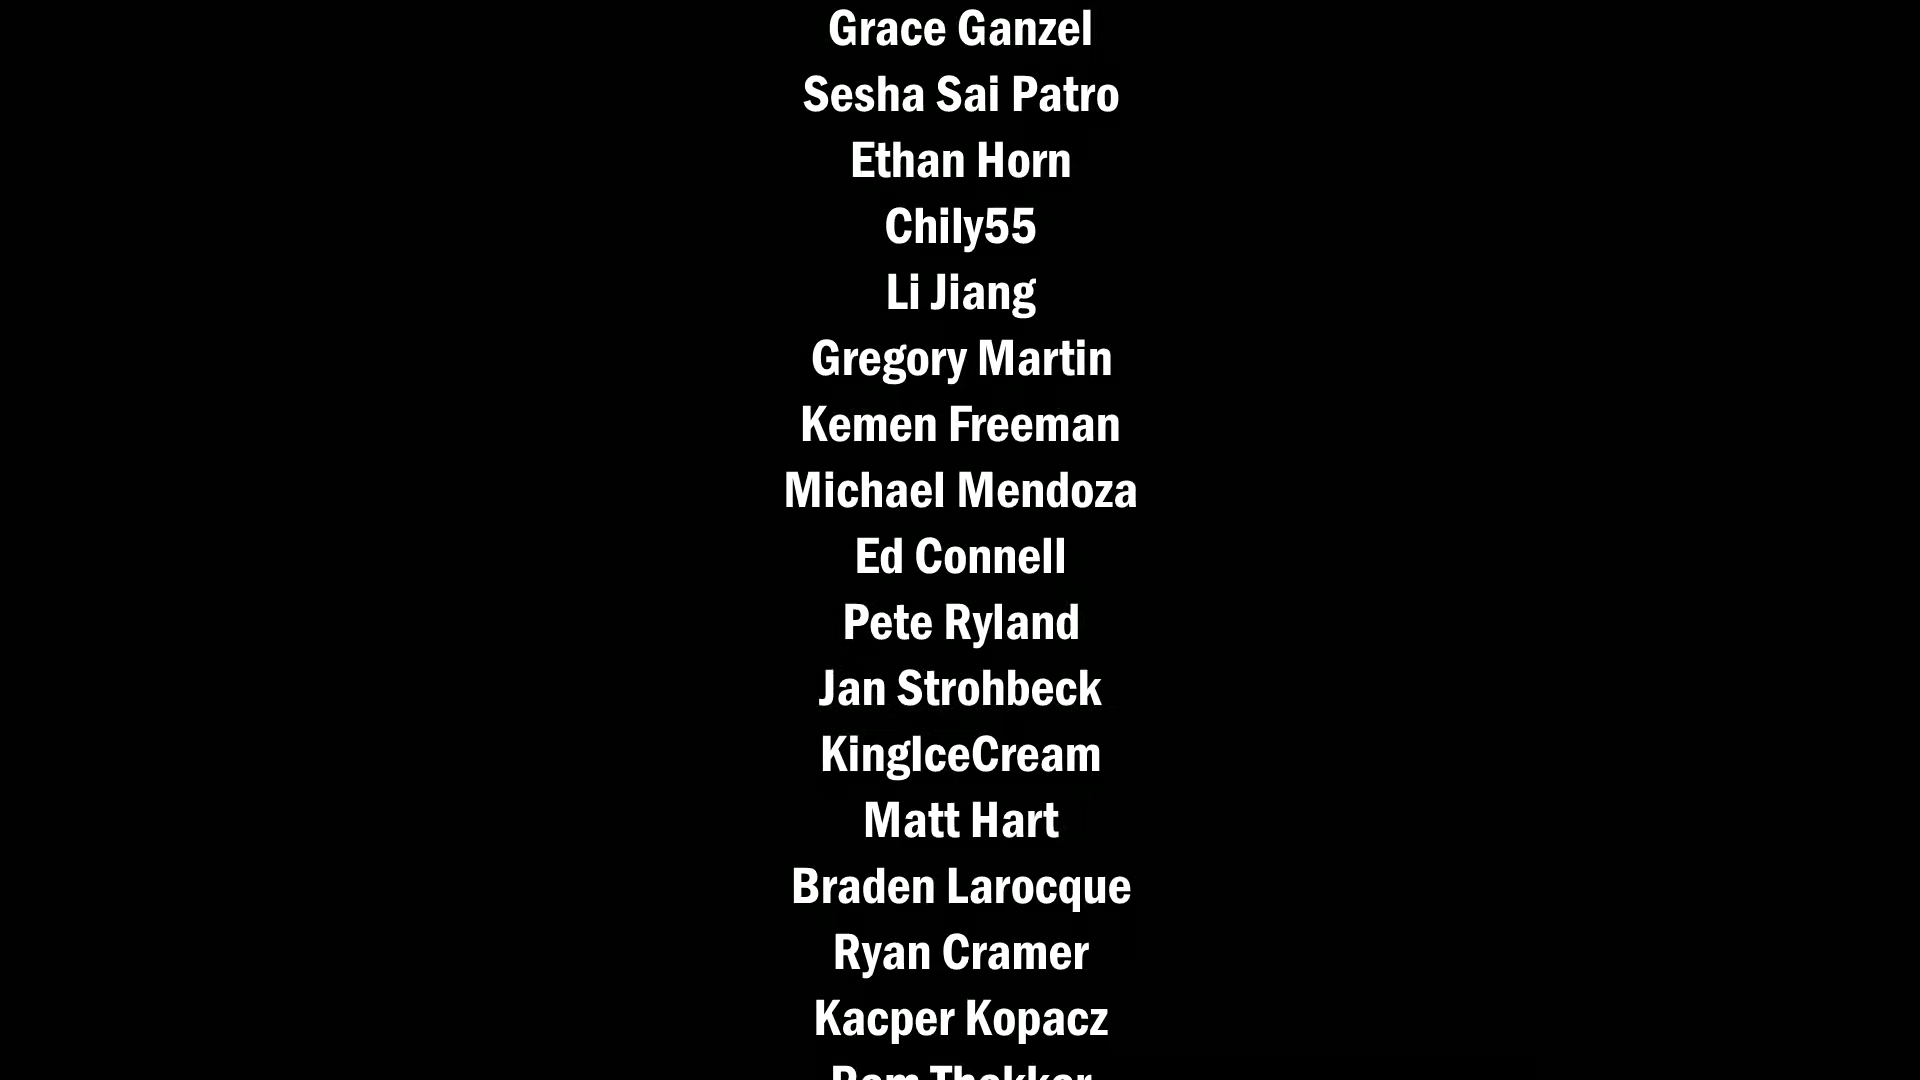 Grace Ganzel
Sesha Sai Patro
Ethan Horn
Chily55
Li Jiang
Gregory Martin
Kemen Freeman
Michael Mendoza
Ed Connell
Pete Ryland
Jan Strohbeck
KingIceCream
Matt Hart
Braden Larocque
Ryan Cramer
Kacper Kopacz